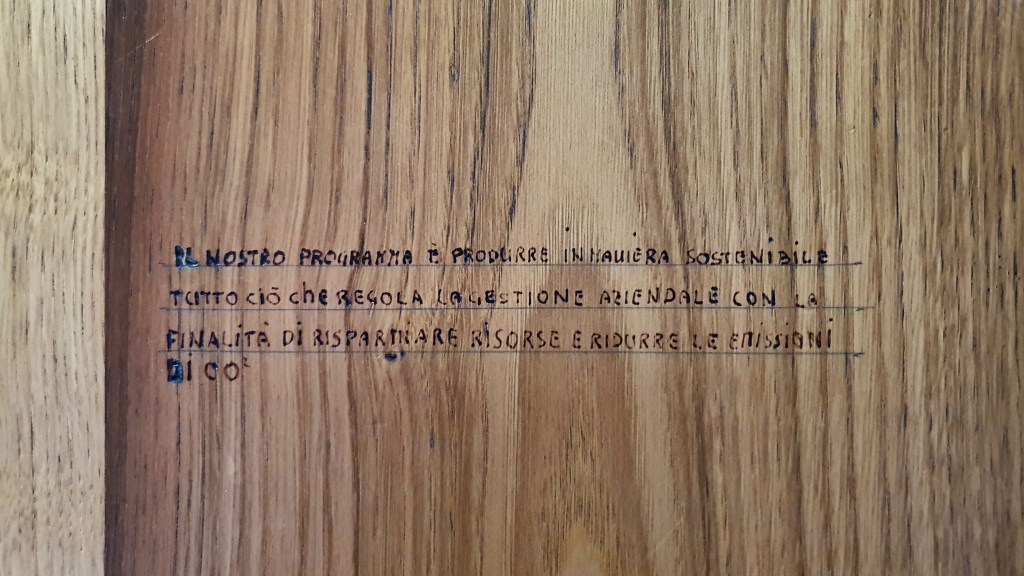 IL NOSTRO PROGRAMMA È PRODURRE IN MANIERA SOSTENIBILE
TUTTO CIÒ CHE REGOLA LA GESTIONE AZIENDALE CON LA
FINALITÀ DI RISPARMIARE RISORSE E RIDURRE LE EMISSIONI
DI CO²